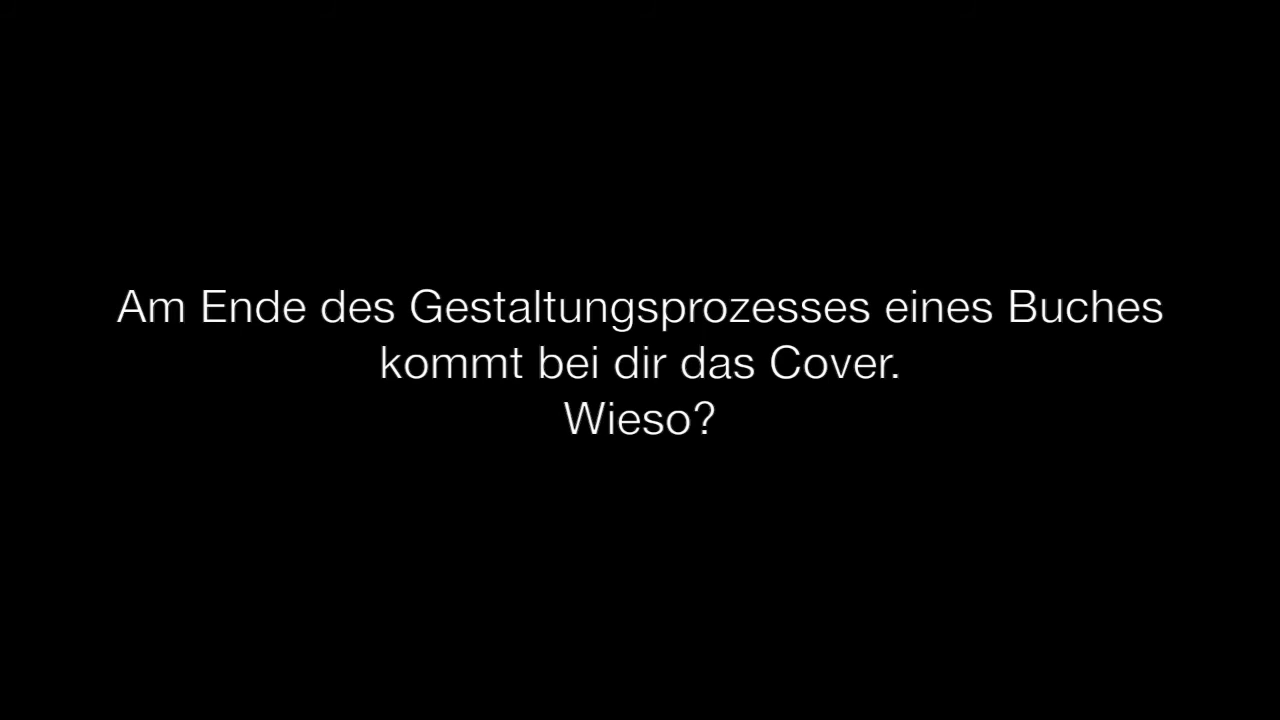 Am Ende des Gestaltungsprozesses eines Buches
kommt bei dir das Cover.
Wieso?